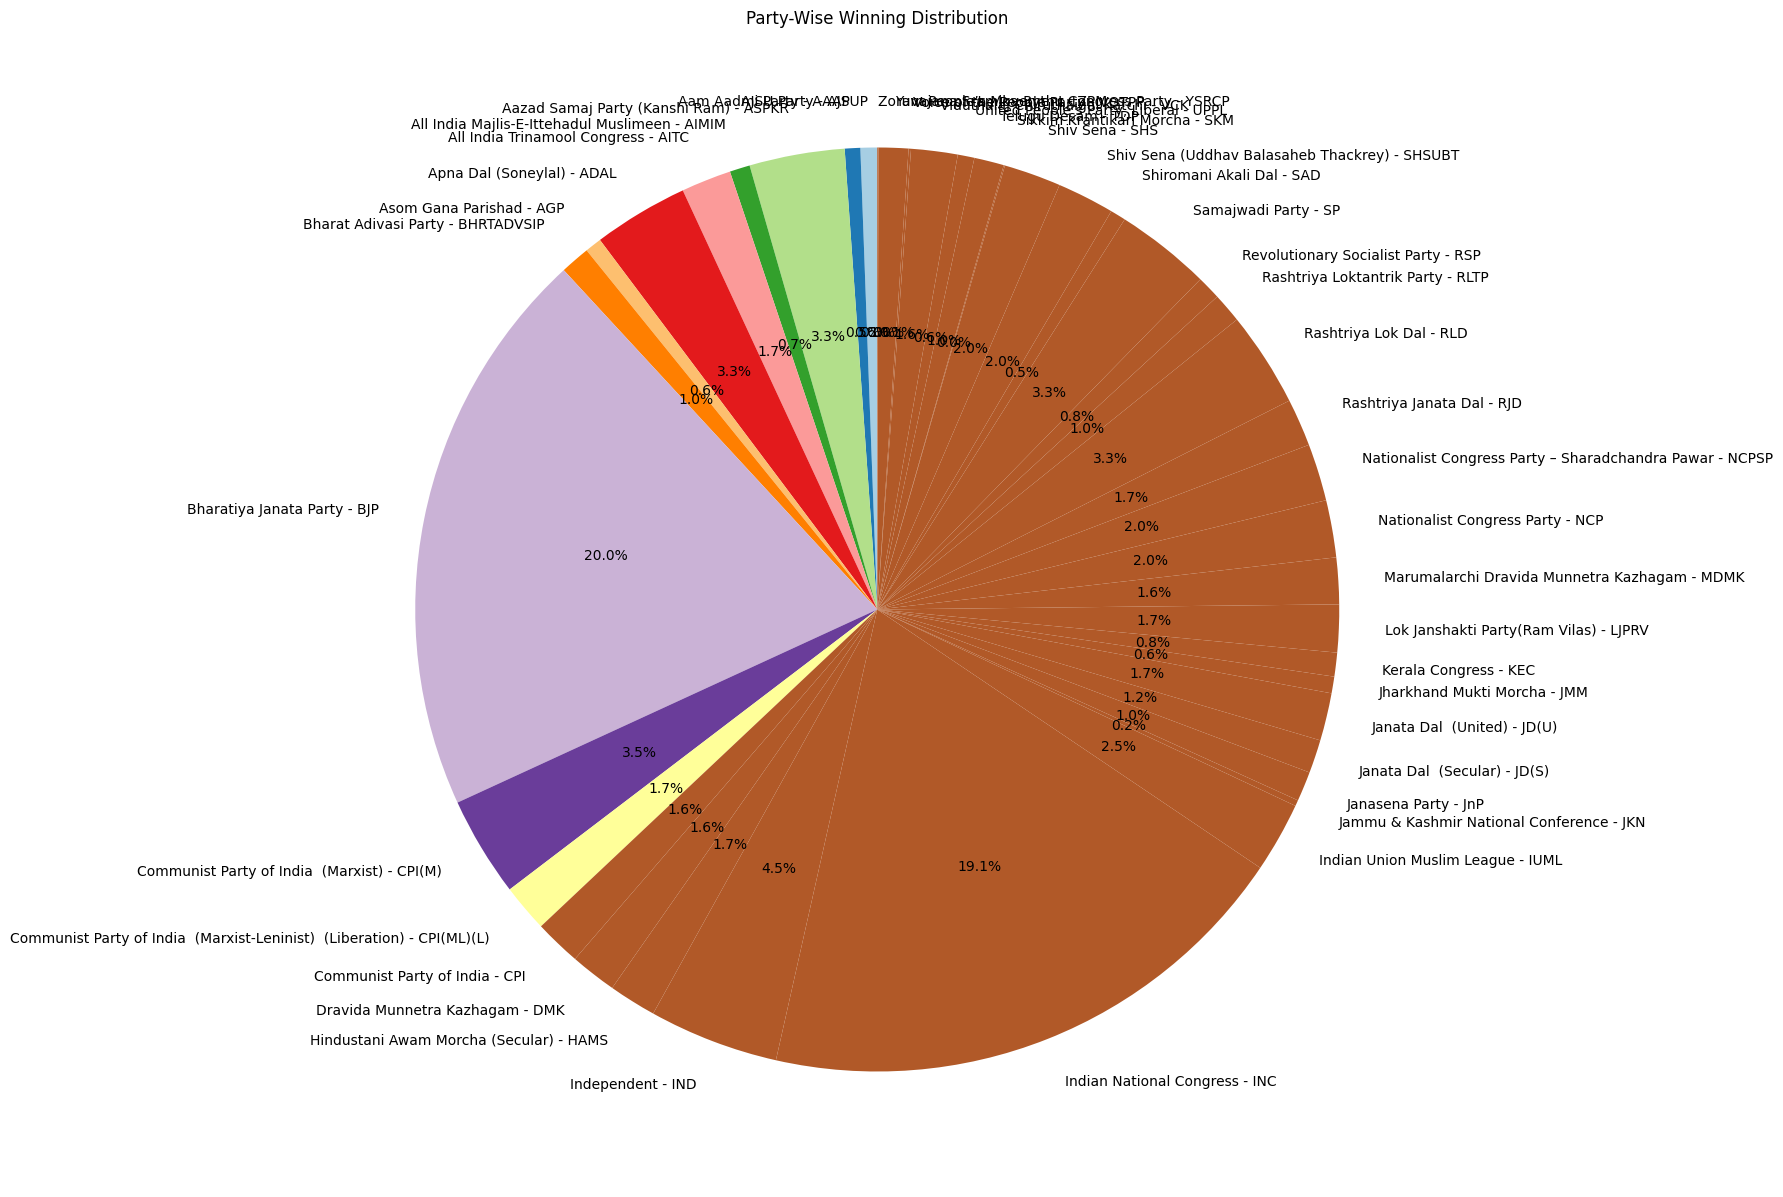 Party-Wise Winning Distribution
AJSU Party - AJSUP
Aam Aadmi Party - AAP
Aazad Samaj Party (Kanshi Ram) - ASPKR
All India Majlis-E-Ittehadul Muslimeen - AIMIM
All India Trinamool Congress - AITC
Apna Dal (Soneylal) - ADAL
Asom Gana Parishad - AGP
Bharat Adivasi Party - BHRTADVSIP
Bharatiya Janata Party - BJP
Communist Party of India  (Marxist) - CPI(M)
Communist Party of India  (Marxist-Leninist)  (Liberation) - CPI(ML)(L)
Communist Party of India - CPI
Dravida Munnetra Kazhagam - DMK
Hindustani Awam Morcha (Secular) - HAMS
Independent - IND
Indian National Congress - INC
Indian Union Muslim League - IUML
Jammu & Kashmir National Conference - JKN
Janasena Party - JnP
Janata Dal  (Secular) - JD(S)
Janata Dal  (United) - JD(U)
Jharkhand Mukti Morcha - JMM
Kerala Congress - KEC
Lok Janshakti Party(Ram Vilas) - LJPRV
Marumalarchi Dravida Munnetra Kazhagam - MDMK
Nationalist Congress Party - NCP
Nationalist Congress Party – Sharadchandra Pawar - NCPSP
Rashtriya Janata Dal - RJD
Rashtriya Lok Dal - RLD
Rashtriya Loktantrik Party - RLTP
Revolutionary Socialist Party - RSP
Samajwadi Party - SP
Shiromani Akali Dal - SAD
Shiv Sena (Uddhav Balasaheb Thackrey) - SHSUBT
Shiv Sena - SHS
Sikkim Krantikari Morcha - SKM
0.7%
3.3%
1.7%
3.3%
0.6%
1.0%
20.0%
3.5%
1.7%
1.6%
1.6%
1.7%
4.5%
19.1%
2.5%
0.2%
1.0%
1.2%
1.7%
0.6%
0.8%
1.7%
1.6%
2.0%
2.0%
1.7%
3.3%
1.0%
0.8%
3.3%
0.5%
2.0%
2.0%